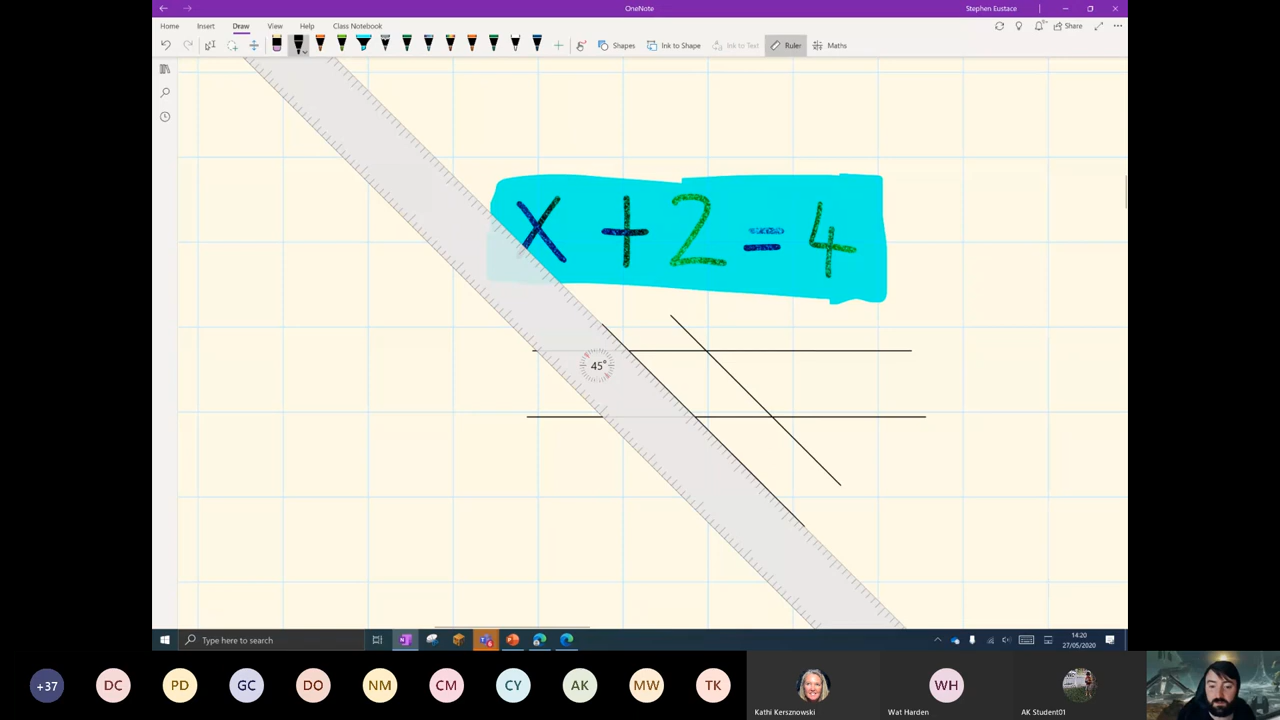 OneNote
Stephen Eustace
Home Insert Draw View Help Class Notebook
Share
Shapes Ink to Shape Ink to Text Ruler Maths
x + 2 = 4
45°
Type here to search
14:20
27/05/2020
+37 DC PD GC DO NM CM CY AK MW TK WH
Kathi Kersznowski Wat Harden AK Student01